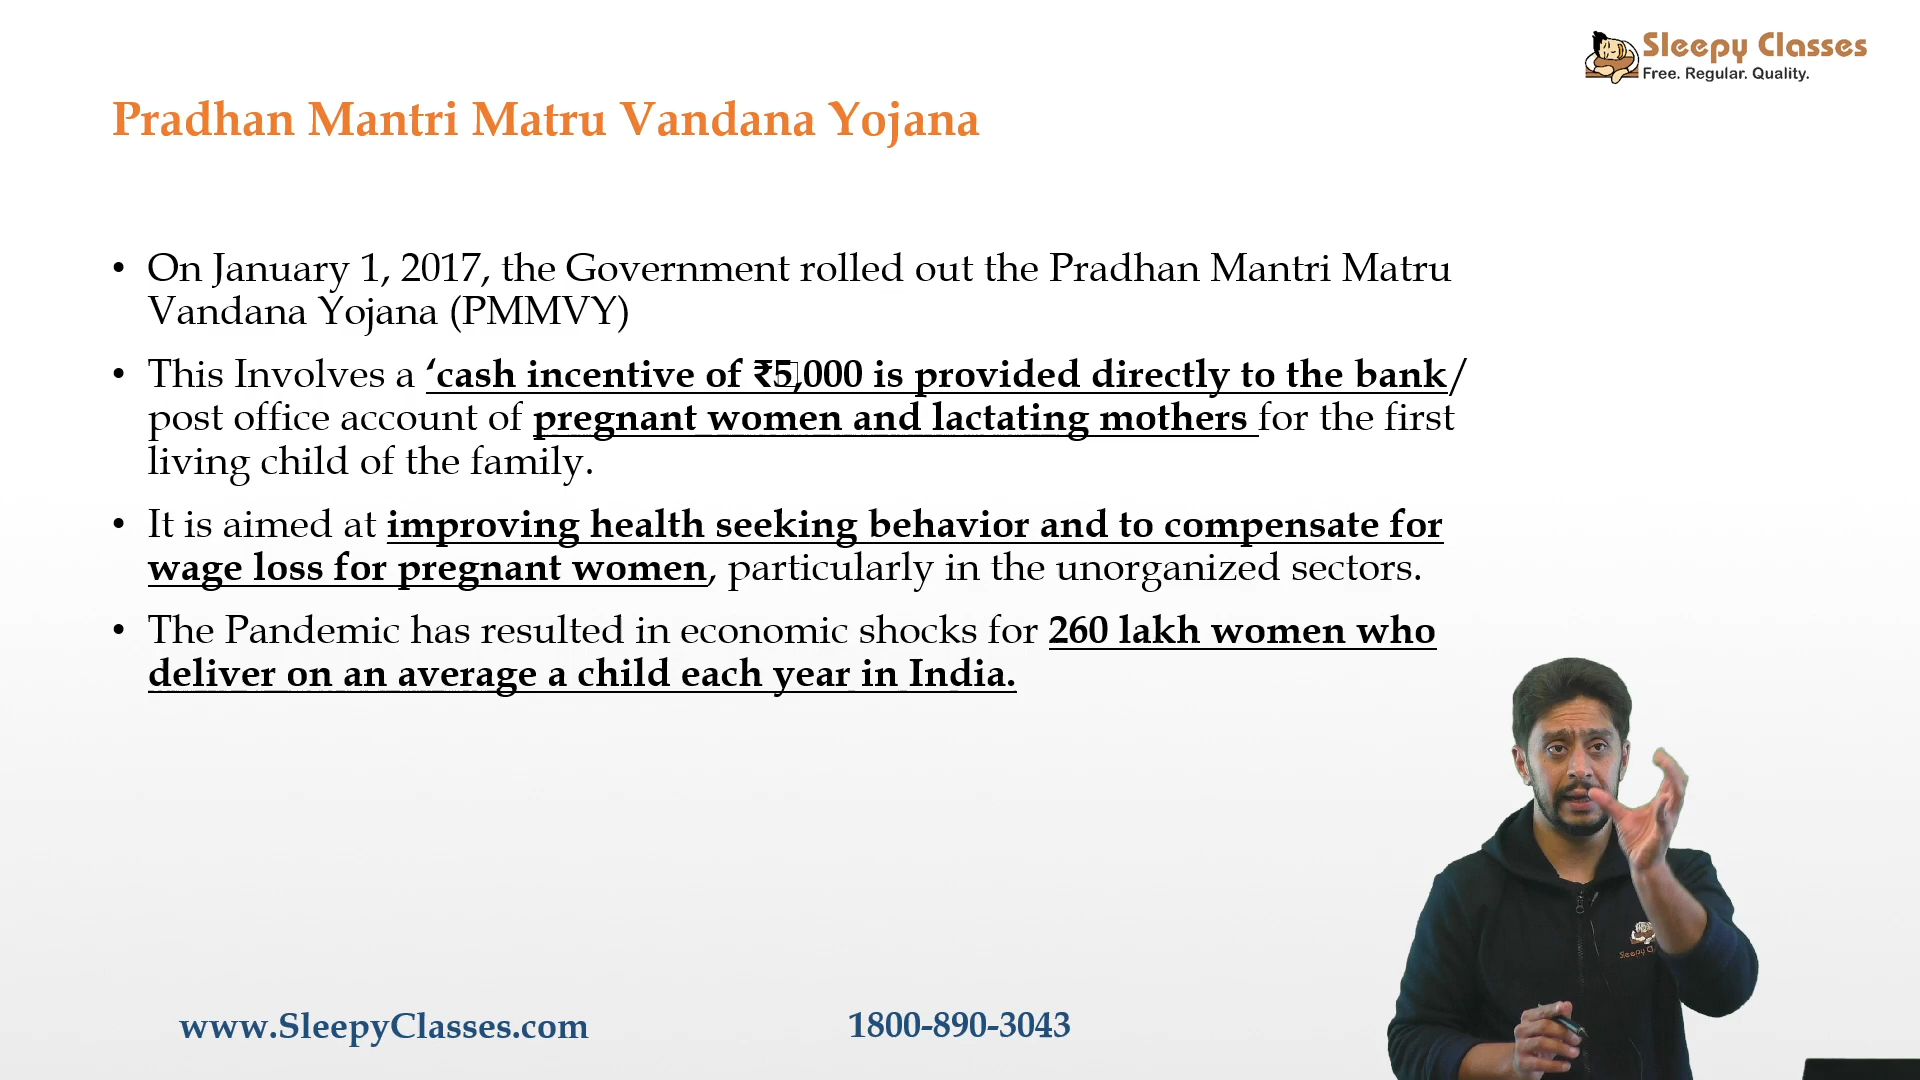 Sleepy Classes
Free. Regular. Quality.
Pradhan Mantri Matru Vandana Yojana
• On January 1, 2017, the Government rolled out the Pradhan Mantri Matru
Vandana Yojana (PMMVY)
• This Involves a ‘cash incentive of ₹5,000 is provided directly to the bank/
post office account of pregnant women and lactating mothers for the first
living child of the family.
• It is aimed at improving health seeking behavior and to compensate for
wage loss for pregnant women, particularly in the unorganized sectors.
• The Pandemic has resulted in economic shocks for 260 lakh women who
deliver on an average a child each year in India.
www.SleepyClasses.com
1800-890-3043